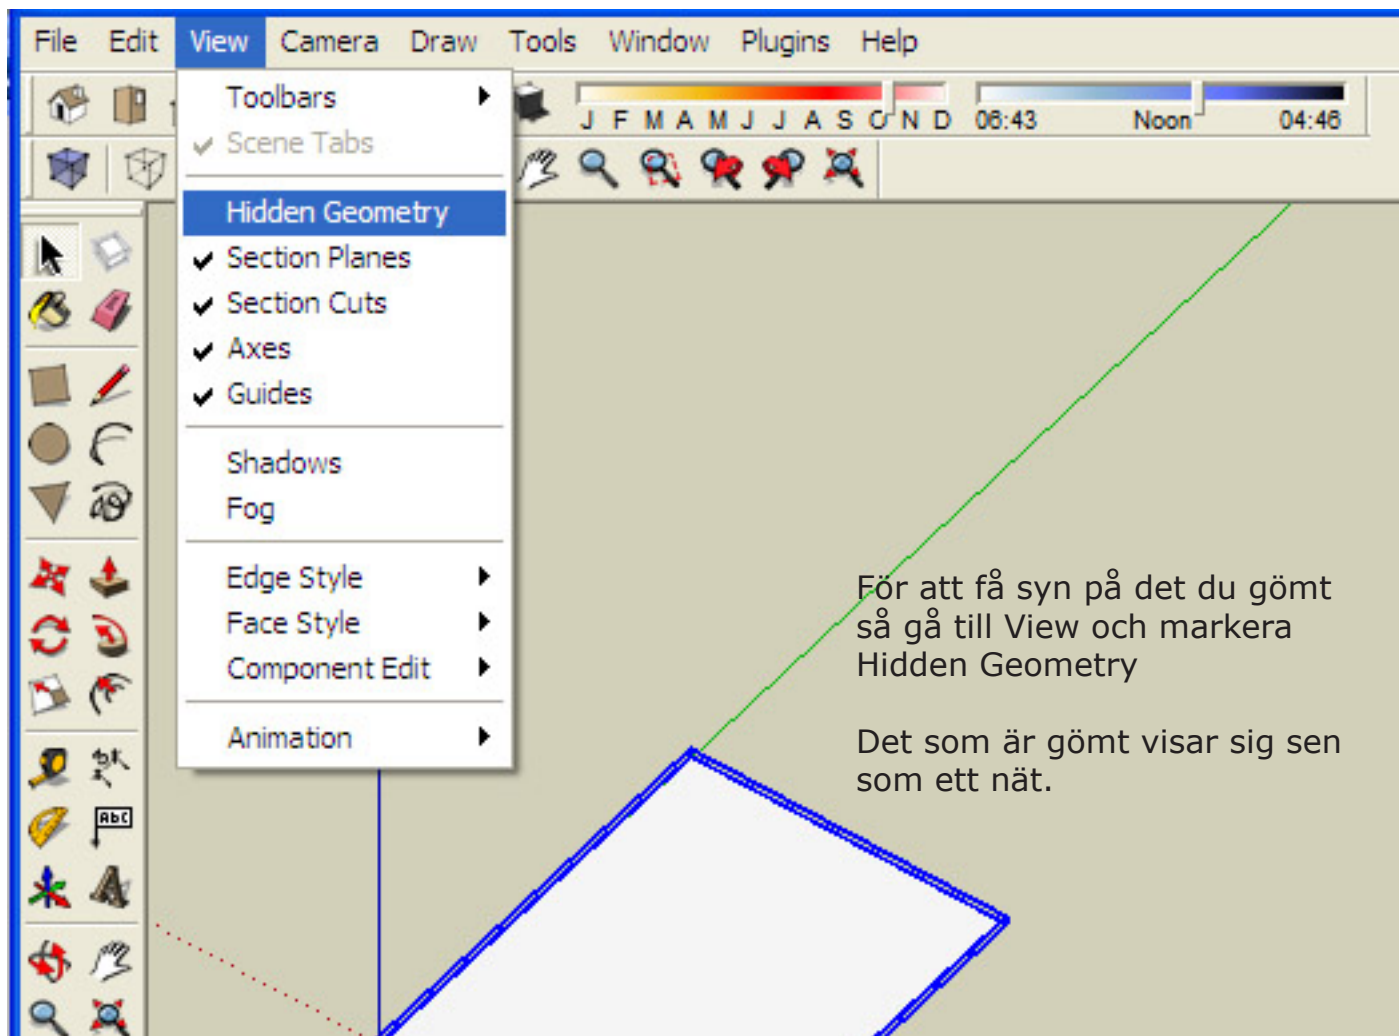 File Edit View Camera Draw Tools Window Plugins Help
Toolbars
J F M A M J J A S O N D 06:43 Noon 04:46
Scene Tabs
Hidden Geometry
Section Planes
Section Cuts
Axes
Guides
Shadows
Fog
Edge Style
Face Style
Component Edit
Animation
För att få syn på det du gömt
så gå till View och markera
Hidden Geometry
Det som är gömt visar sig sen
som ett nät.
ABC